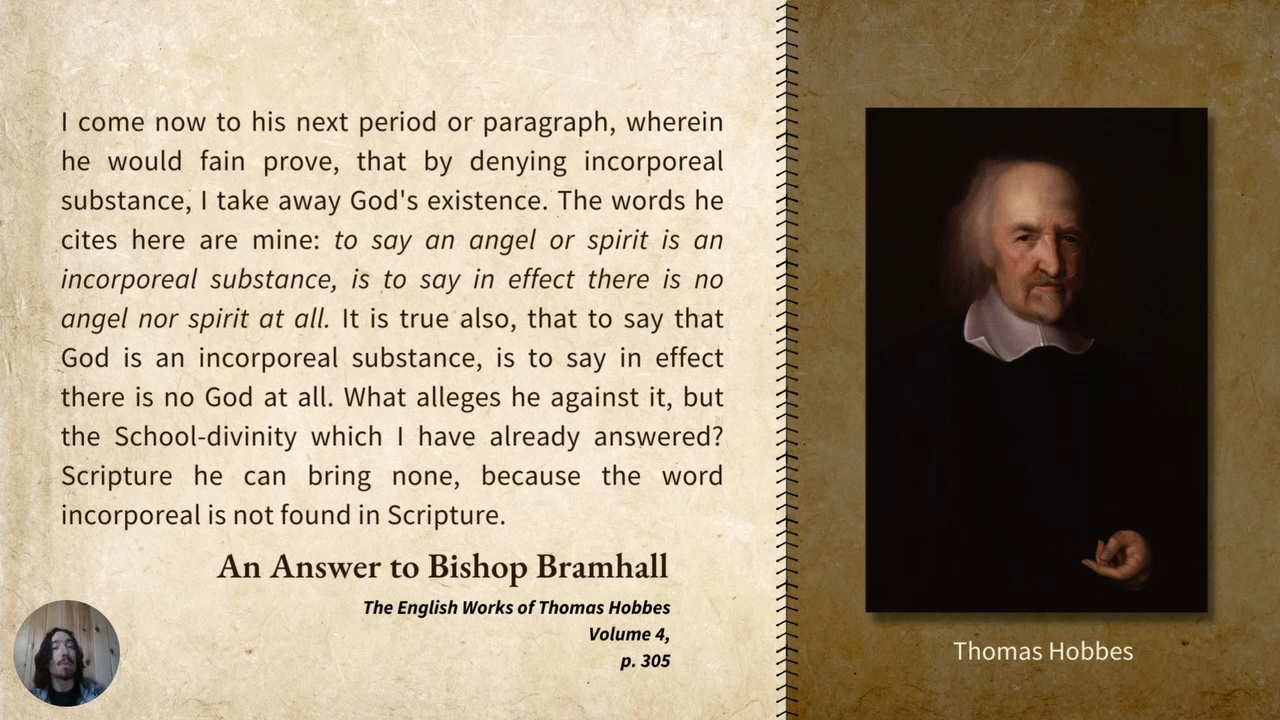 I come now to his next period or paragraph, wherein
he would fain prove, that by denying incorporeal
substance, I take away God's existence. The words he
cites here are mine: to say an angel or spirit is an
incorporeal substance, is to say in effect there is no
angel nor spirit at all. It is true also, that to say that
God is an incorporeal substance, is to say in effect
there is no God at all. What alleges he against it, but
the School-divinity which I have already answered?
Scripture he can bring none, because the word
incorporeal is not found in Scripture.
An Answer to Bishop Bramhall
The English Works of Thomas Hobbes
Volume 4,
p. 305
Thomas Hobbes